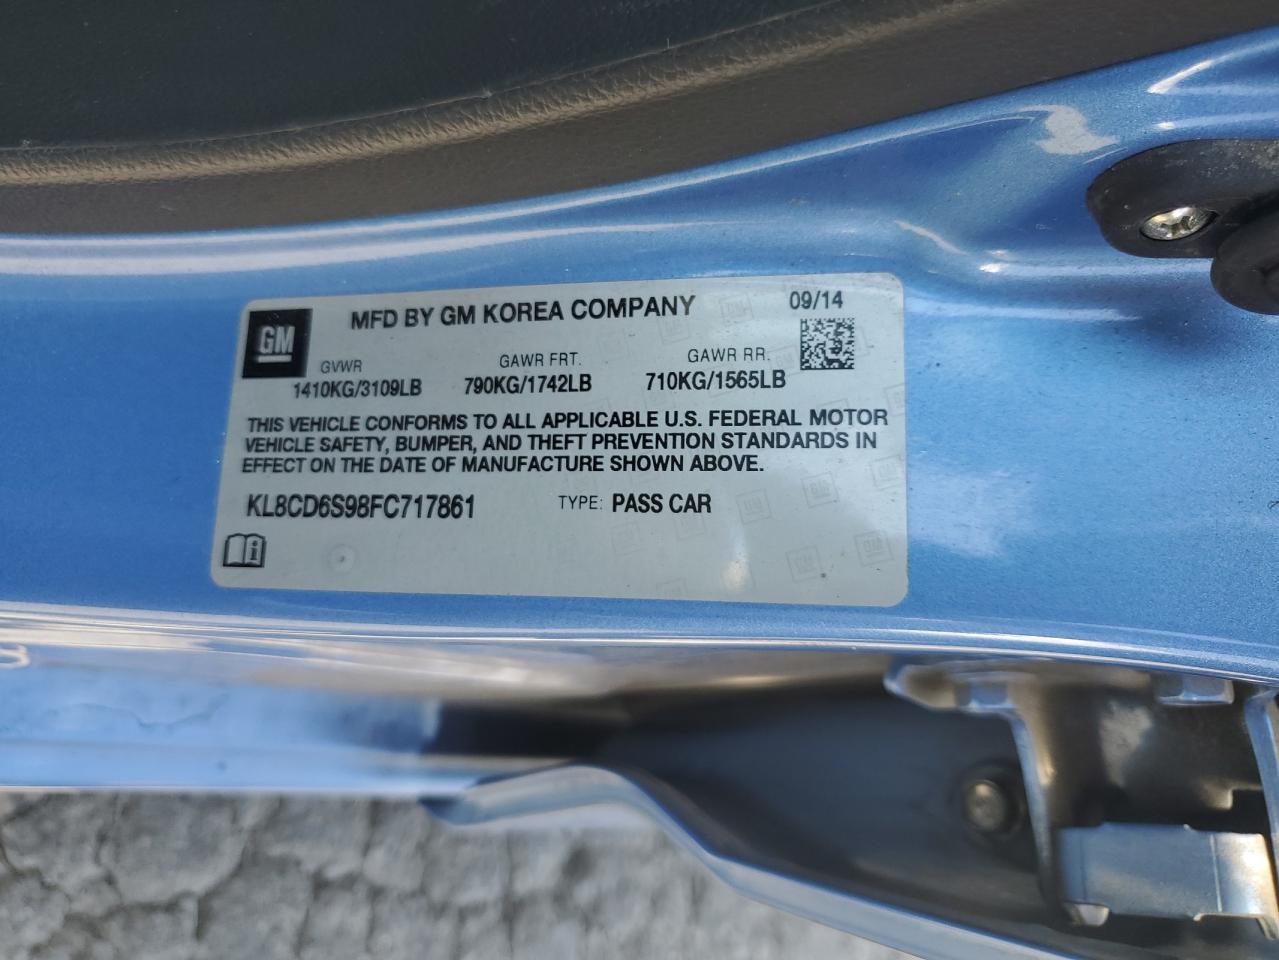 GM
MFD BY GM KOREA COMPANY
09/14
GVWR
GAWR FRT.
GAWR RR.
1410KG/3109LB
790KG/1742LB
710KG/1565LB
THIS VEHICLE CONFORMS TO ALL APPLICABLE U.S. FEDERAL MOTOR
VEHICLE SAFETY, BUMPER, AND THEFT PREVENTION STANDARDS IN
EFFECT ON THE DATE OF MANUFACTURE SHOWN ABOVE.
KL8CD6S98FC717861
TYPE: PASS CAR